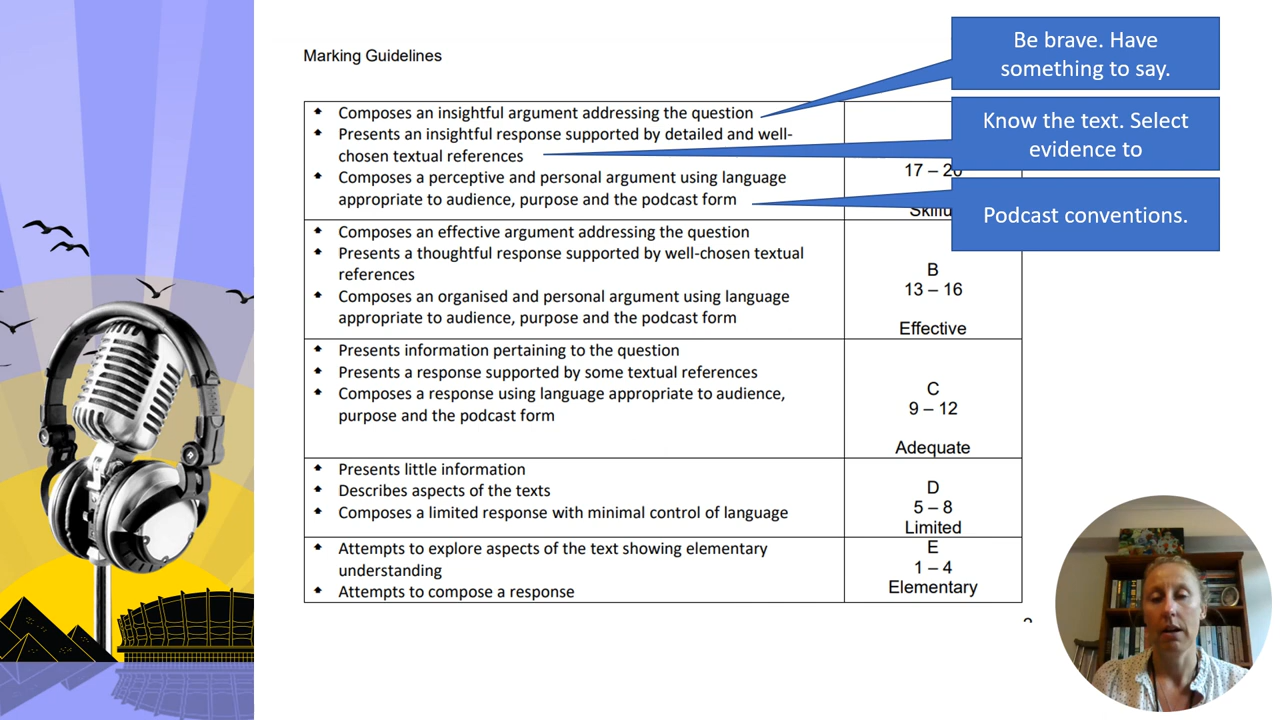 Marking Guidelines
Be brave. Have
something to say.
Composes an insightful argument addressing the question
Presents an insightful response supported by detailed and well-
chosen textual references
Composes a perceptive and personal argument using language
appropriate to audience, purpose and the podcast form
Know the text. Select
evidence to
17 – 20
Podcast conventions.
Composes an effective argument addressing the question
Presents a thoughtful response supported by well-chosen textual
references
Composes an organised and personal argument using language
appropriate to audience, purpose and the podcast form
B
13 – 16
Effective
Presents information pertaining to the question
Presents a response supported by some textual references
Composes a response using language appropriate to audience,
purpose and the podcast form
C
9 – 12
Adequate
Presents little information
Describes aspects of the texts
Composes a limited response with minimal control of language
D
5 – 8
Limited
Attempts to explore aspects of the text showing elementary
understanding
Attempts to compose a response
E
1 – 4
Elementary